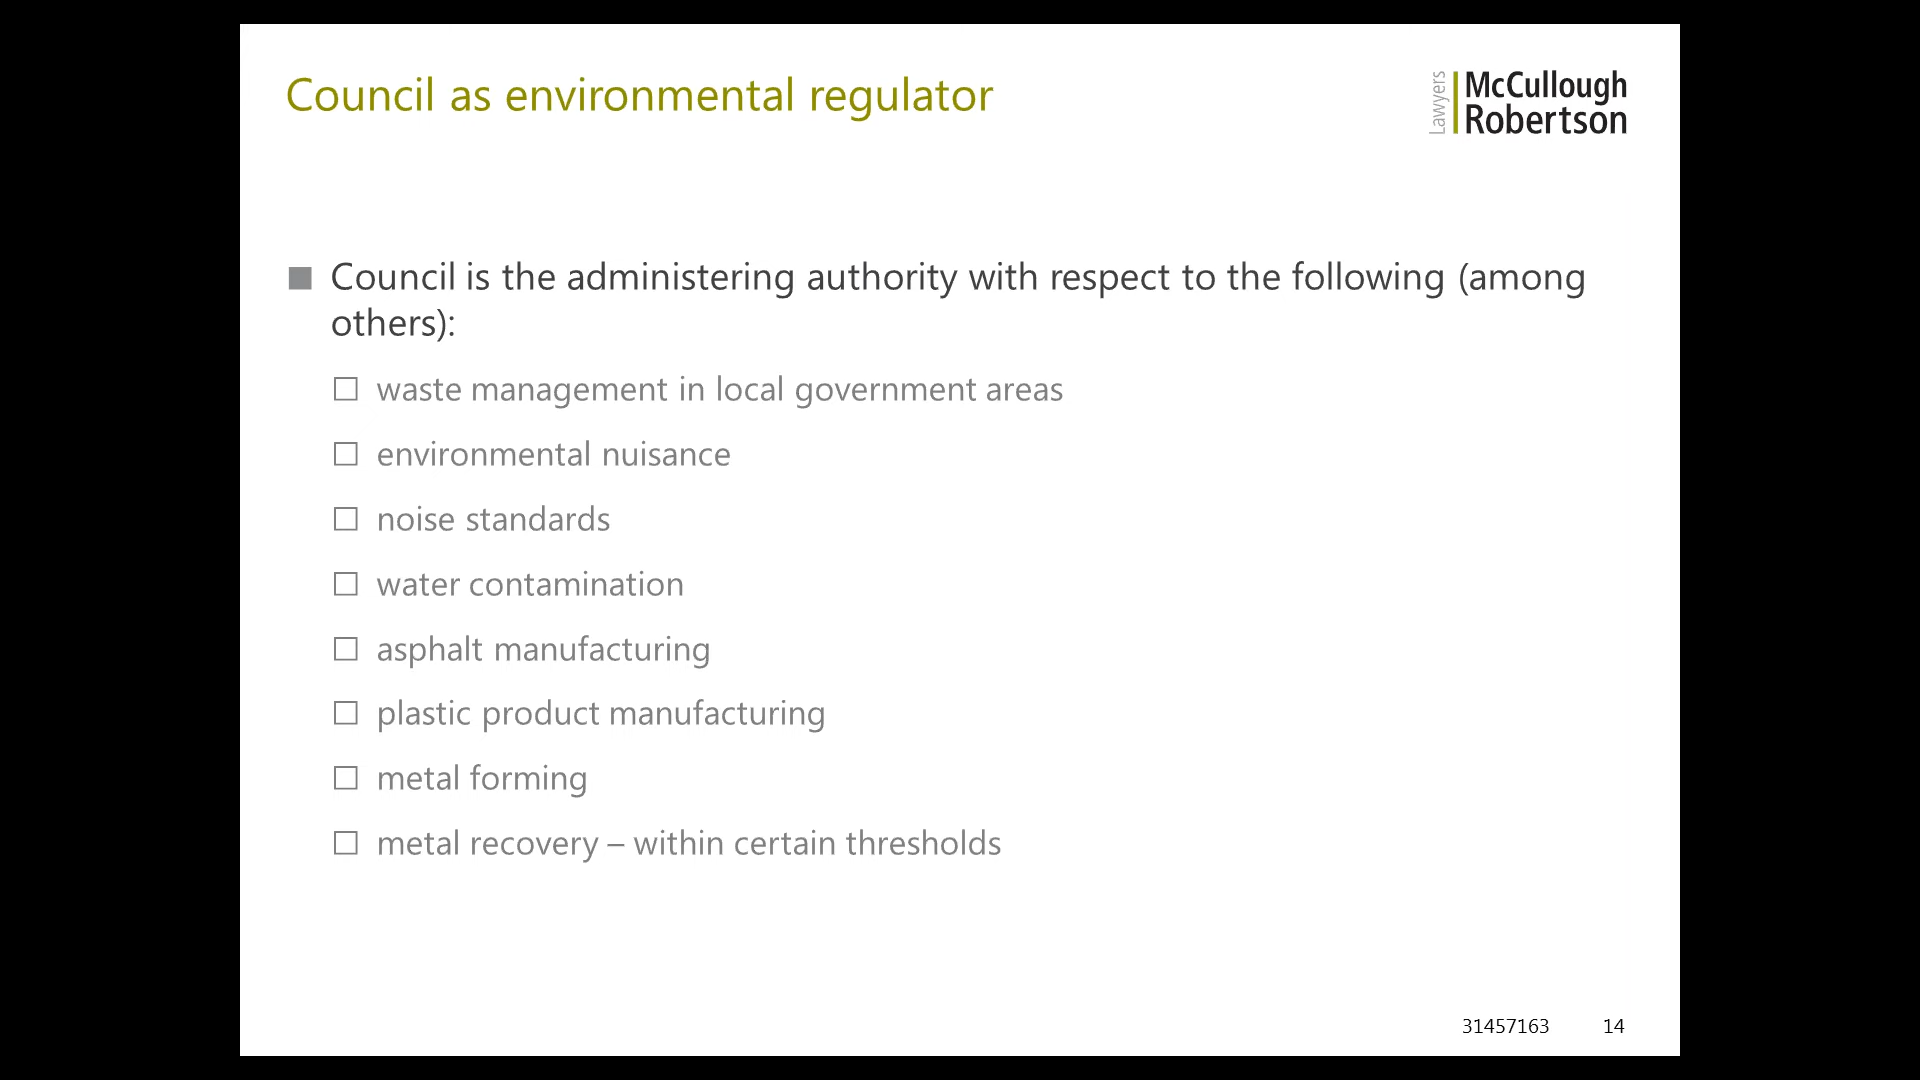 Council as environmental regulator
Lawyers
McCullough
Robertson
Council is the administering authority with respect to the following (among
others):
waste management in local government areas
environmental nuisance
noise standards
water contamination
asphalt manufacturing
plastic product manufacturing
metal forming
metal recovery – within certain thresholds
31457163 14